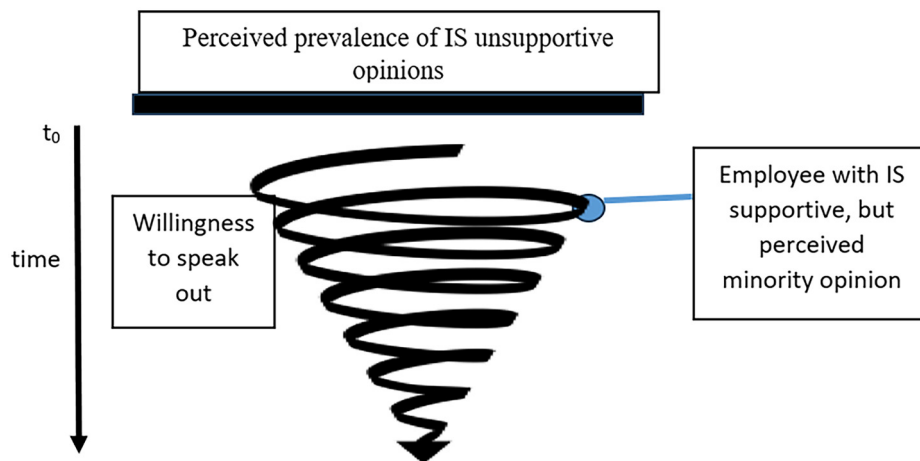 Perceived prevalence of IS unsupportive
opinions
t₀
time
Willingness
to speak
out
Employee with IS
supportive, but
perceived
minority opinion